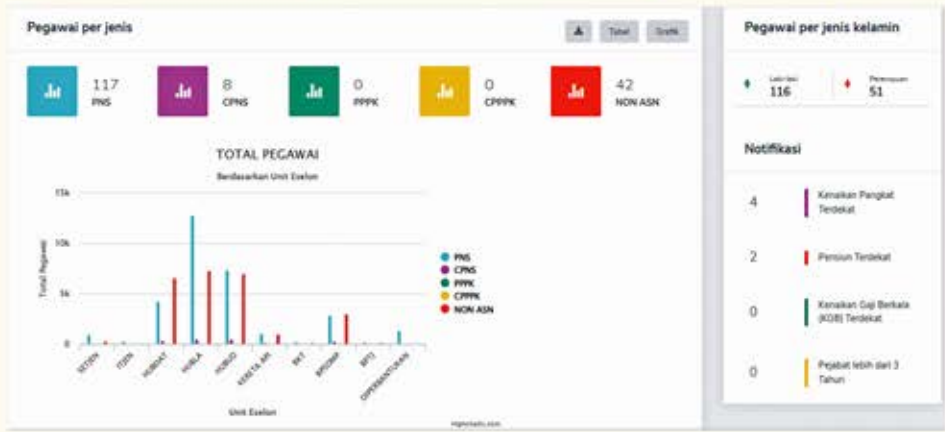 Pegawai per jenis
Tabel
Grafik
117
PNS
8
CPNS
0
PPPK
0
CPPPK
42
NON ASN
TOTAL PEGAWAI
Berdasarkan Unit Eselon
Total Pegawai
15k
10k
5k
0
SETJEN
ITJEN
HUBDAT
HUBLA
HUBUD
KERETA API
BKT
BPSDMP
BPTJ
DIPERBANTUKAN
Unit Eselon
PNS
CPNS
PPPK
CPPPK
NON ASN
Highcharts.com
Pegawai per jenis kelamin
Laki-laki
116
Perempuan
51
Notifikasi
4
Kenaikan Pangkat
Terdekat
2
Pensiun Terdekat
0
Kenaikan Gaji Berkala
(KGB) Terdekat
0
Pejabat lebih dari 3
Tahun